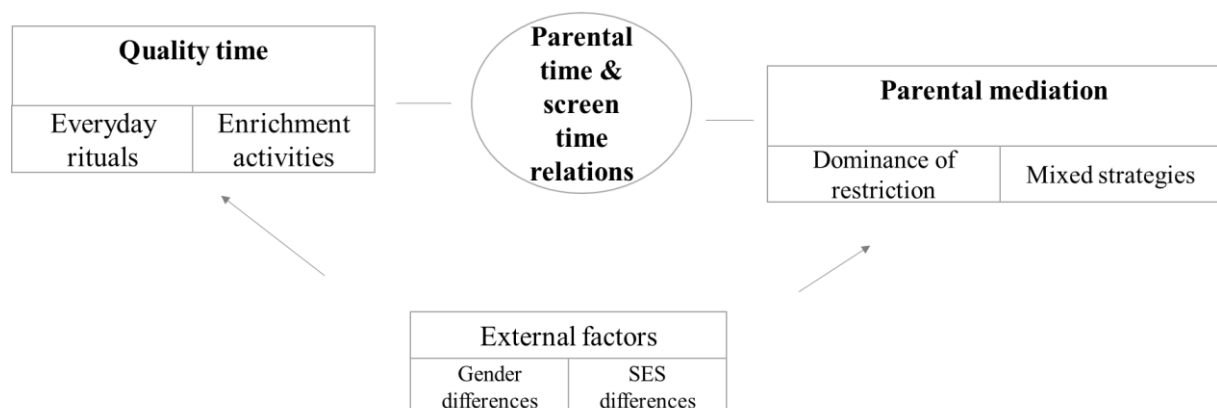 Quality time
Everyday
rituals
Enrichment
activities
Parental
time &
screen
time
relations
Parental mediation
Dominance of
restriction
Mixed strategies
External factors
Gender
differences
SES
differences